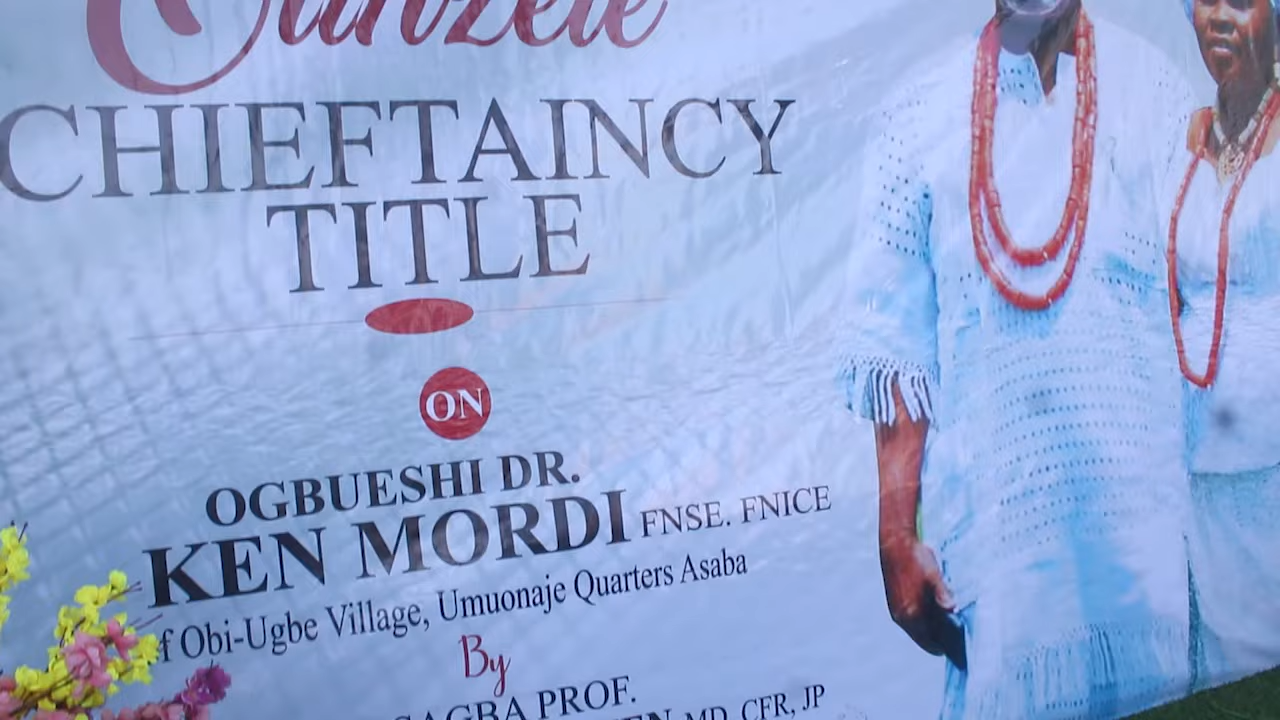 CHIEFTAINCY
TITLE
ON
OGBUESHI DR.
KEN MORDI FNSE. FNICE
Obi-Ugbe Village, Umuonaje Quarters Asaba
By
PROF.
MD, CFR, JP